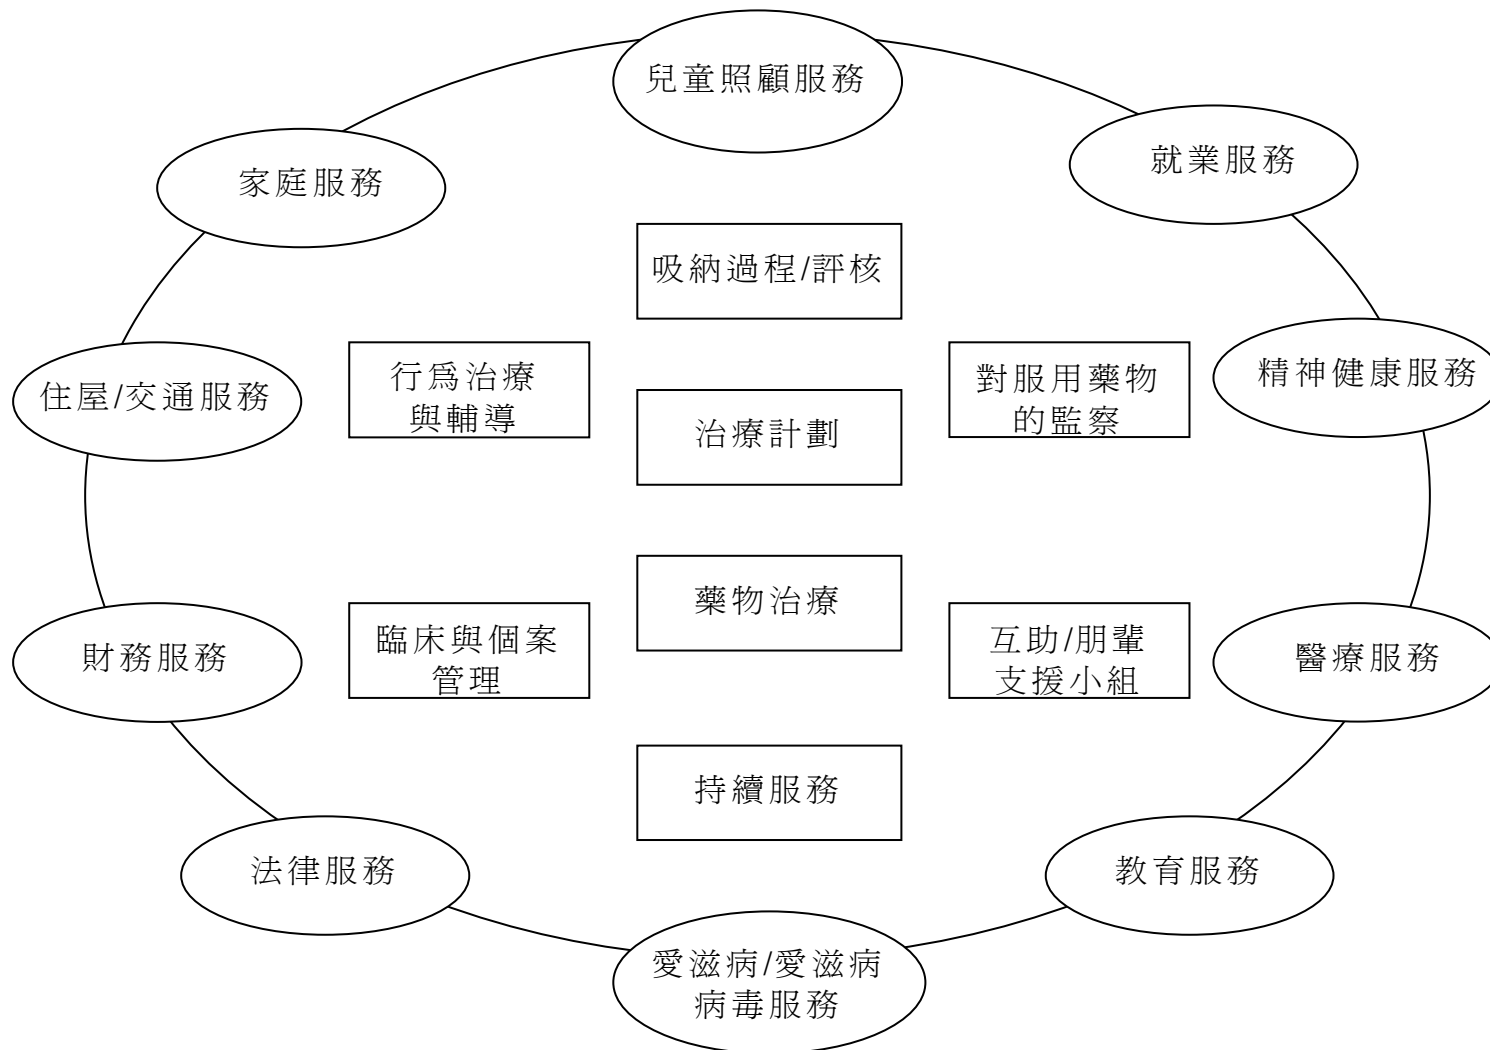 兒童照顧服務
就業服務
家庭服務
吸納過程/評核
行爲治療
與輔導
對服用藥物
的監察
精神健康服務
住屋/交通服務
治療計劃
藥物治療
臨床與個案
管理
互助/朋輩
支援小組
財務服務
醫療服務
持續服務
法律服務
教育服務
愛滋病/愛滋病
病毒服務